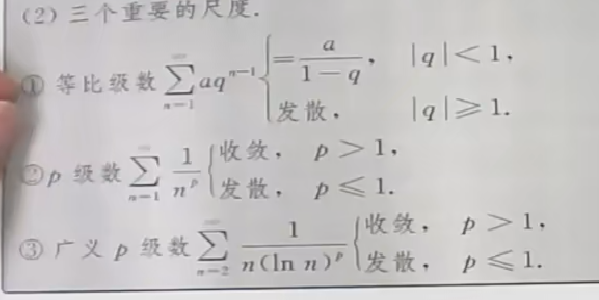 (2) 三个重要的尺度.
① 等比级数 $\sum_{n=1}^{\infty} aq^{n-1} \begin{cases} = \dfrac{a}{1-q}, & |q|<1, \\ 发散, & |q|\geqslant 1. \end{cases}$
② p 级数 $\sum_{n=1}^{\infty} \dfrac{1}{n^p} \begin{cases} 收敛, & p>1, \\ 发散, & p\leqslant 1. \end{cases}$
③ 广义 p 级数 $\sum_{n=2}^{\infty} \dfrac{1}{n(\ln n)^p} \begin{cases} 收敛, & p>1, \\ 发散, & p\leqslant 1. \end{cases}$